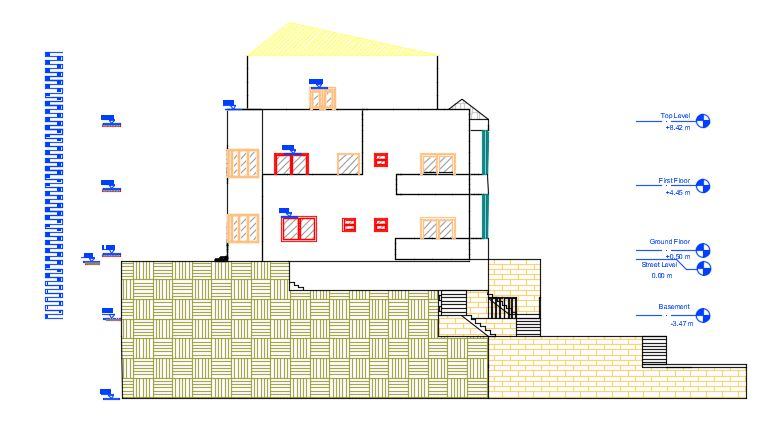 Top Level
+8.42 m
First Floor
+4.45 m
Ground Floor
+0.50 m
Street Level
0.00 m
Basement
-3.47 m